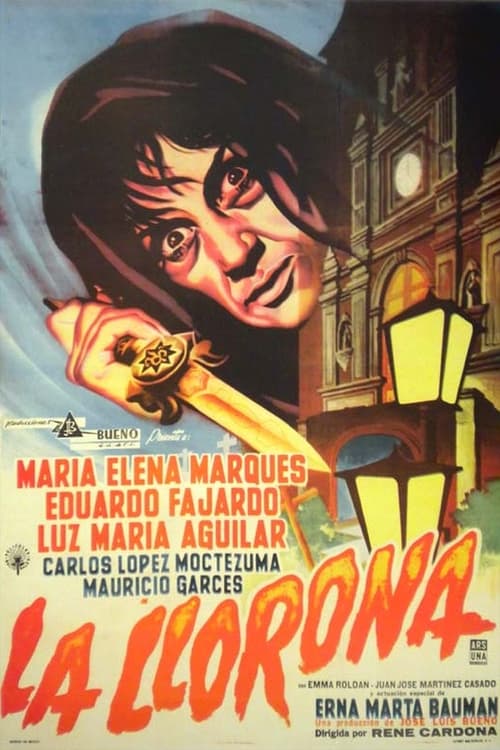 Producciones
BUENO
S. de R.L.
Presenta a:
MARIA ELENA MARQUES
EDUARDO FAJARDO
LUZ MARIA AGUILAR
CARLOS LOPEZ MOCTEZUMA
MAURICIO GARCES
LA LLORONA
ARS
UNA
con EMMA ROLDAN - JUAN JOSE MARTINEZ CASADO
y actuación especial de
ERNA MARTA BAUMAN
Una producción de JOSE LUIS BUENO
Dirigida por RENE CARDONA